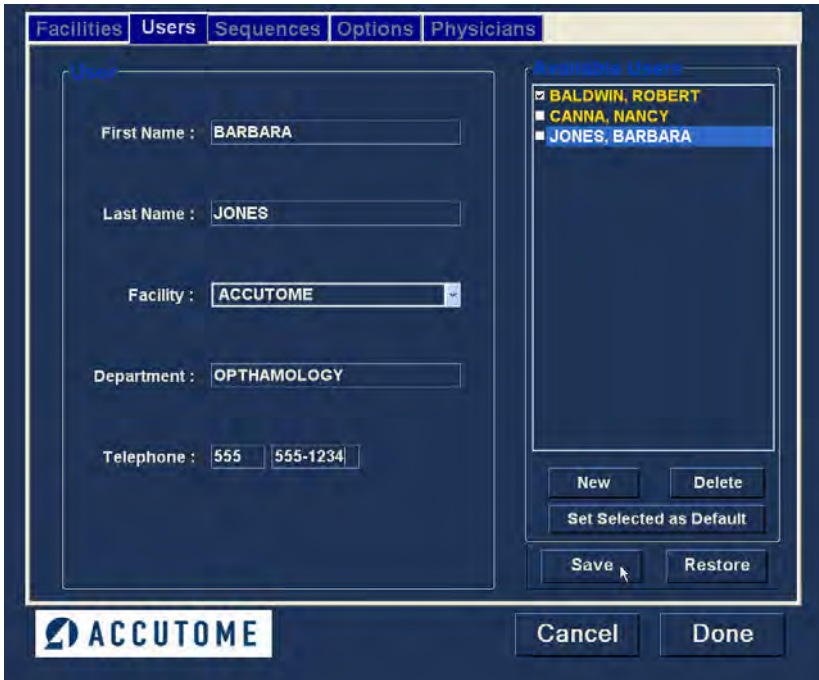 Facilities Users Sequences Options Physicians
User
First Name : BARBARA
Last Name : JONES
Facility : ACCUTOME
Department : OPTHAMOLOGY
Telephone : 555 555-1234
Available Users
BALDWIN, ROBERT
CANNA, NANCY
JONES, BARBARA
New Delete
Set Selected as Default
Save Restore
ACCUTOME
Cancel Done